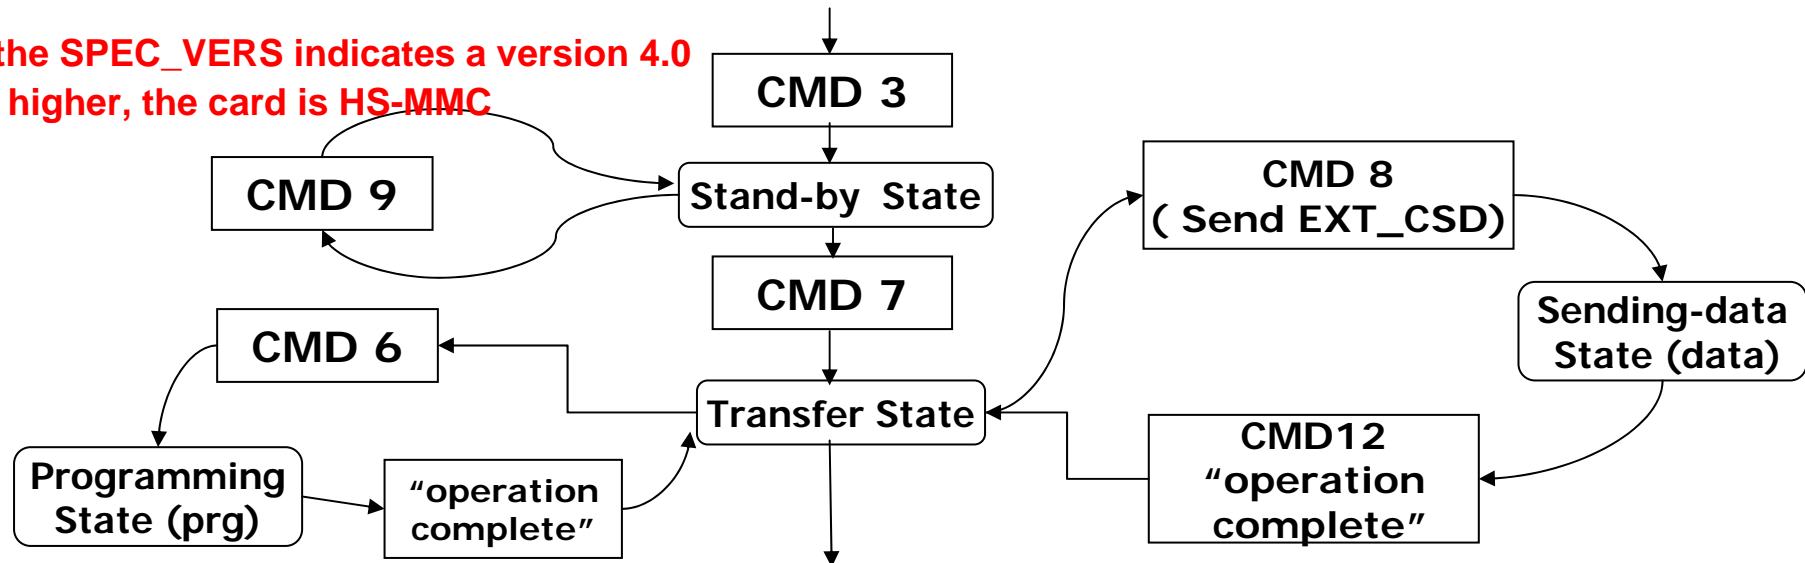 the SPEC_VERS indicates a version 4.0
higher, the card is HS-MMC
CMD 3
CMD 9
Stand-by State
CMD 8
( Send EXT_CSD)
CMD 7
CMD 6
Sending-data
State (data)
Transfer State
Programming
State (prg)
“operation
complete”
CMD12
“operation
complete”